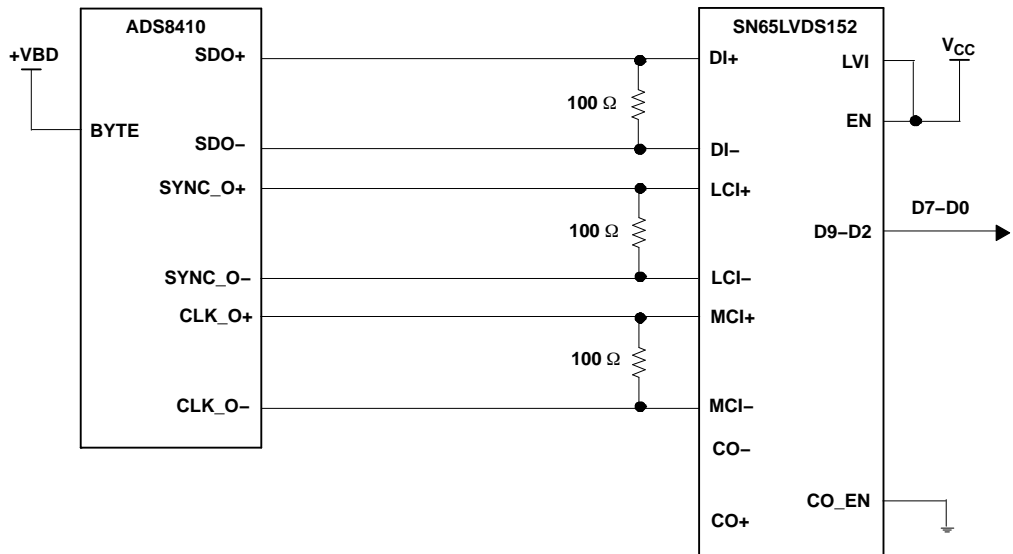 ADS8410
SN65LVDS152
+VBD
BYTE
SDO+
SDO−
SYNC_O+
SYNC_O−
CLK_O+
CLK_O−
100 Ω
100 Ω
100 Ω
DI+
DI−
LCI+
LCI−
MCI+
MCI−
CO−
CO+
LVI
EN
D9−D2
CO_EN
VCC
D7−D0